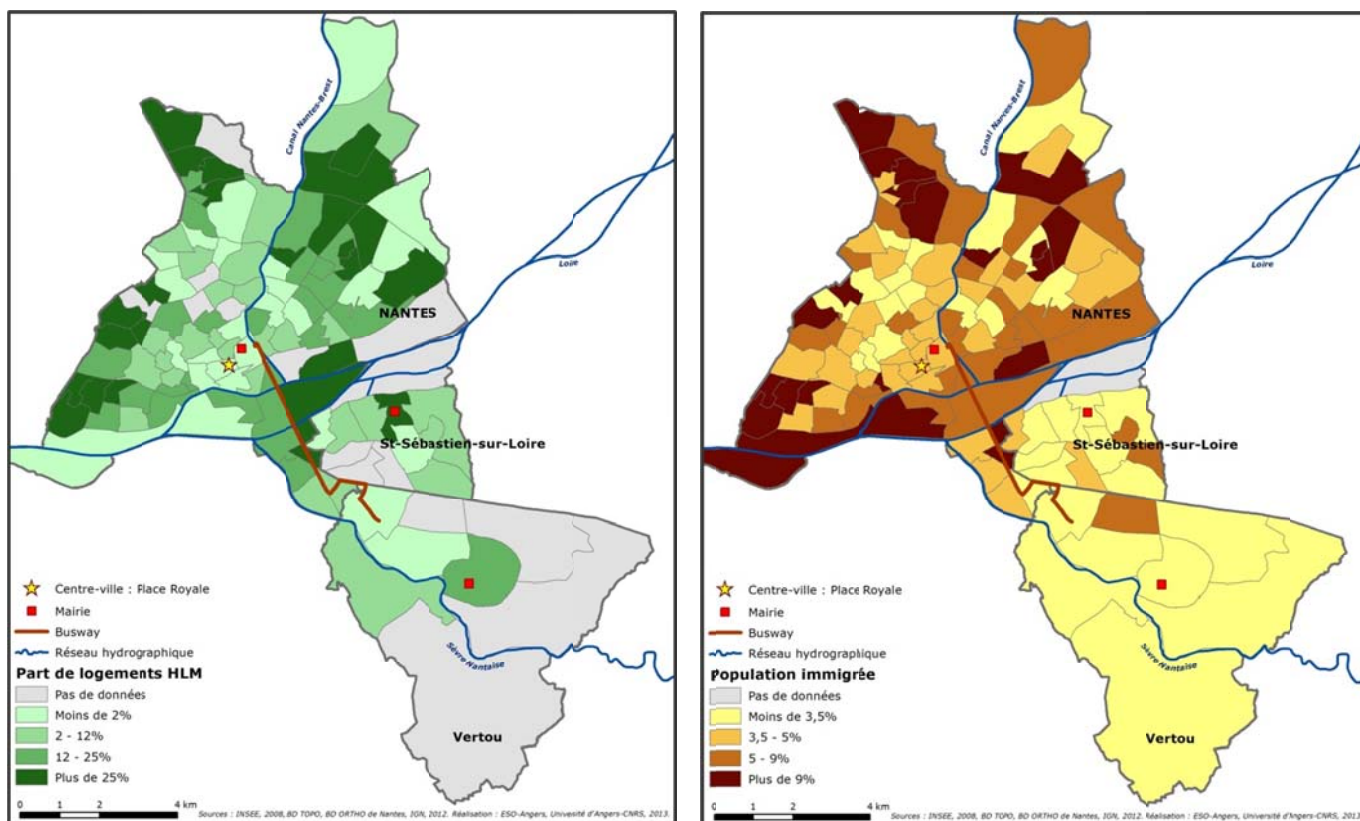 Canal Nantes-Brest
Loire
NANTES
St-Sébastien-sur-Loire
Centre-ville : Place Royale
Mairie
Busway
Réseau hydrographique
Part de logements HLM
Pas de données
Moins de 2%
2 - 12%
12 - 25%
Plus de 25%
Sèvre Nantaise
Vertou
0 1 2 4 km
Sources : INSEE, 2008, BD TOPO, BD ORTHO de Nantes, IGN, 2012. Réalisation : ESO-Angers, Univesité d'Angers-CNRS, 2013.
Canal Nantes-Brest
Loire
NANTES
St-Sébastien-sur-Loire
Centre-ville : Place Royale
Mairie
Busway
Réseau hydrographique
Population immigrée
Pas de données
Moins de 3,5%
3,5 - 5%
5 - 9%
Plus de 9%
Sèvre Nantaise
Vertou
0 1 2 4 km
Sources : INSEE, 2008, BD TOPO, BD ORTHO de Nantes, IGN, 2012. Réalisation : ESO-Angers, Univesité d'Angers-CNRS, 2013.